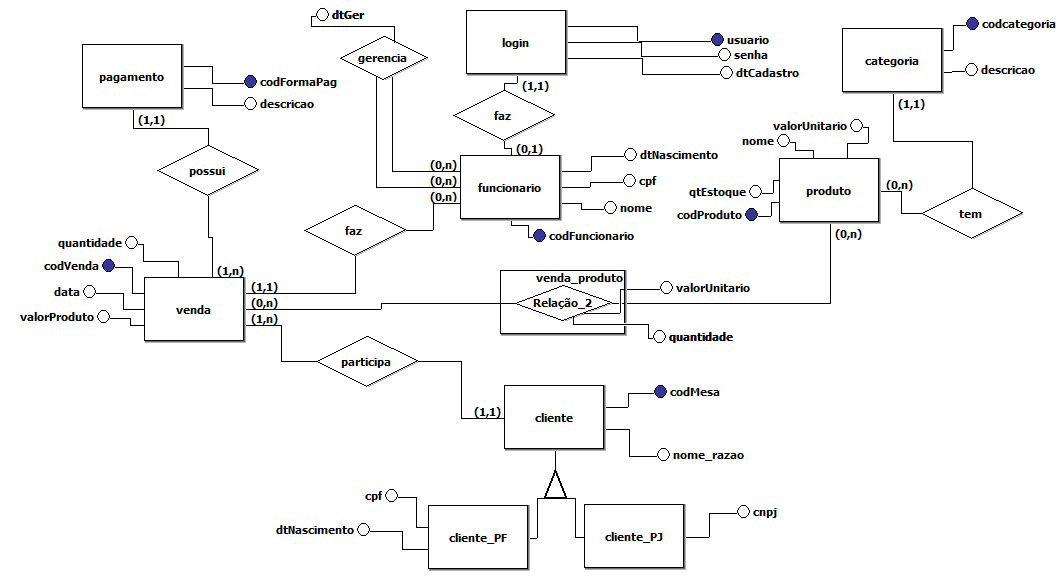 dtGer
gerencia
login
usuario
senha
dtCadastro
(1,1)
faz
(0,1)
pagamento
codFormaPag
descricao
(1,1)
possui
categoria
codcategoria
descricao
(1,1)
valorUnitario
nome
qtEstoque
codProduto
produto
(0,n)
(0,n)
tem
funcionario
(0,n)
(0,n)
(0,n)
dtNascimento
cpf
nome
codFuncionario
faz
quantidade
codVenda
data
valorProduto
venda
(1,n)
(1,1)
(0,n)
(1,n)
venda_produto
Relação_2
valorUnitario
quantidade
participa
(1,1)
cliente
codMesa
nome_razao
cpf
dtNascimento
cliente_PF
cliente_PJ
cnpj